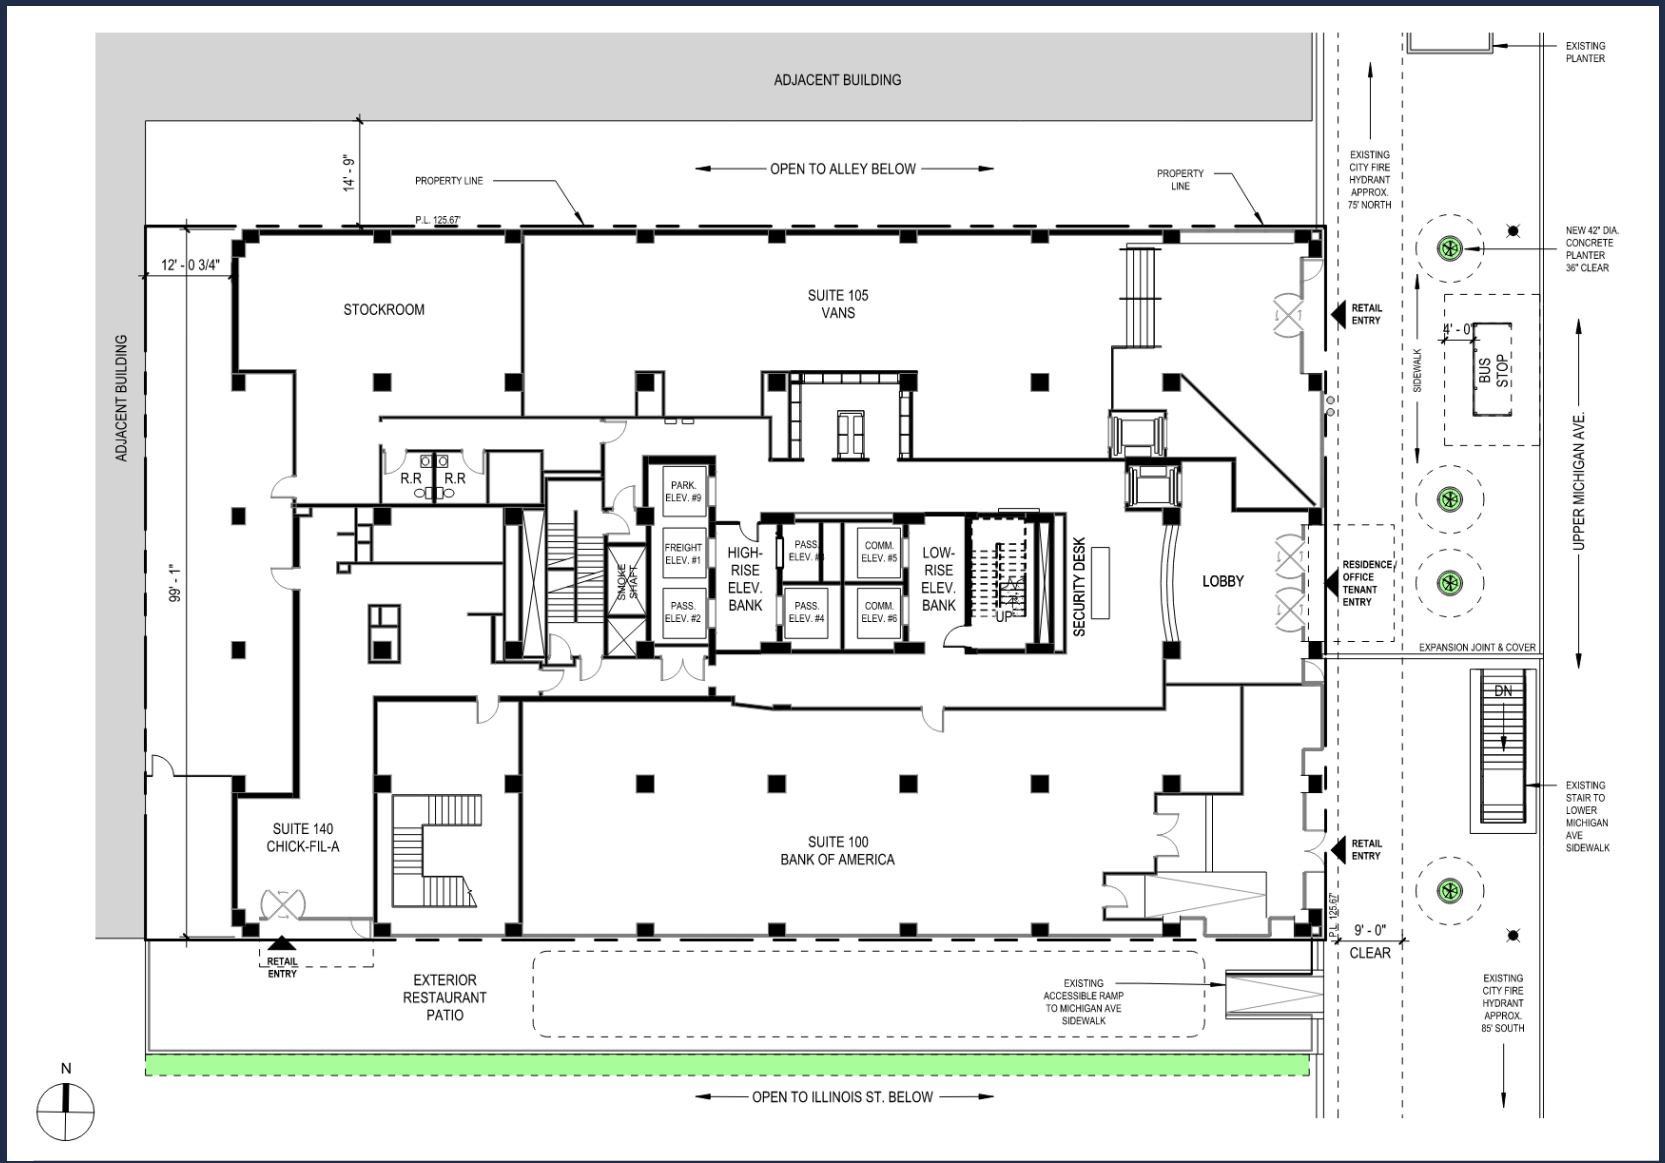 ADJACENT BUILDING
EXISTING
PLANTER
14' - 9"
OPEN TO ALLEY BELOW
PROPERTY LINE
PROPERTY
LINE
EXISTING
CITY FIRE
HYDRANT
APPROX.
75' NORTH
P.L. 125.67'
NEW 42" DIA.
CONCRETE
PLANTER
36" CLEAR
12' - 0 3/4"
STOCKROOM
SUITE 105
VANS
RETAIL
ENTRY
4' - 0"
BUS
STOP
SIDEWALK
UPPER MICHIGAN AVE.
ADJACENT BUILDING
99' - 1"
R.R
R.R
PARK.
ELEV. #9
FREIGHT
ELEV. #1
PASS.
ELEV. #2
SMOKE
SHAFT
HIGH-
RISE
ELEV.
BANK
PASS.
ELEV.
PASS.
ELEV. #4
COMM.
ELEV. #5
COMM.
ELEV. #6
LOW-
RISE
ELEV.
BANK
UP
SECURITY DESK
LOBBY
RESIDENCE/
OFFICE
TENANT
ENTRY
EXPANSION JOINT & COVER
DN
EXISTING
STAIR TO
LOWER
MICHIGAN
AVE
SIDEWALK
SUITE 140
CHICK-FIL-A
SUITE 100
BANK OF AMERICA
RETAIL
ENTRY
P.L. 125.67'
9' - 0"
CLEAR
RETAIL
ENTRY
EXTERIOR
RESTAURANT
PATIO
EXISTING
ACCESSIBLE RAMP
TO MICHIGAN AVE
SIDEWALK
EXISTING
CITY FIRE
HYDRANT
APPROX.
85' SOUTH
N
OPEN TO ILLINOIS ST. BELOW